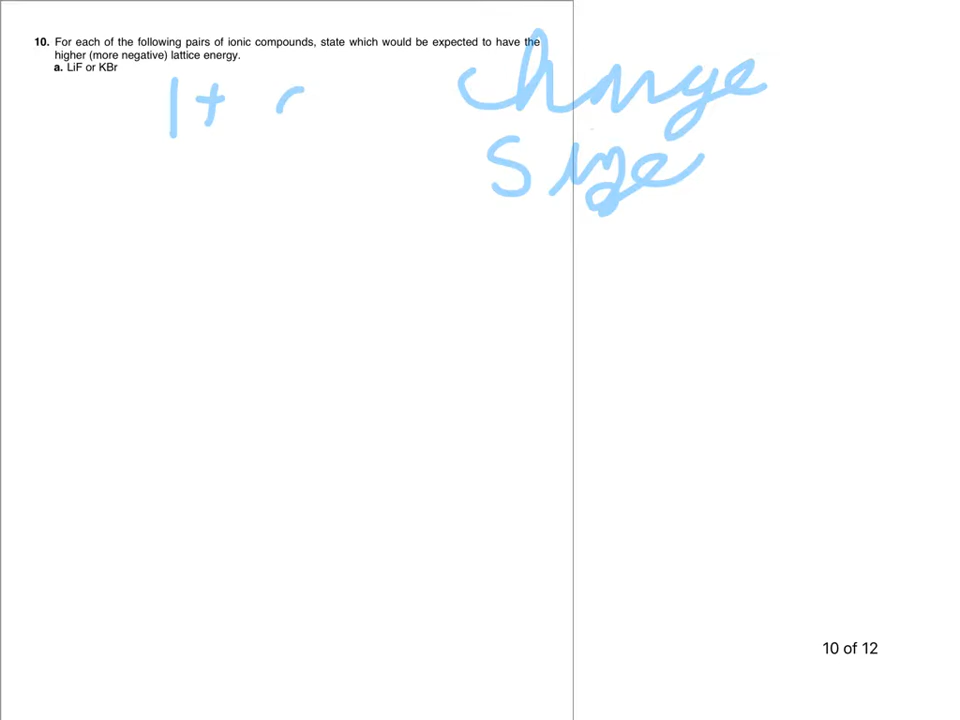 10. For each of the following pairs of ionic compounds, state which would be expected to have the
higher (more negative) lattice energy.
a. LiF or KBr
charge
size
1+
10 of 12